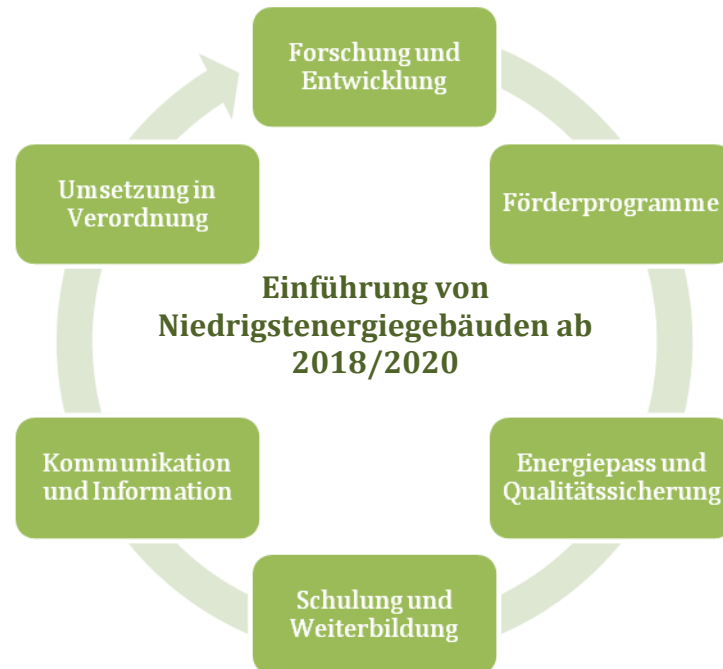 Forschung und
Entwicklung
Förderprogramme
Energiepass und
Qualitätssicherung
Schulung und
Weiterbildung
Kommunikation
und Information
Umsetzung in
Verordnung
Einführung von
Niedrigstenergiegebäuden ab
2018/2020